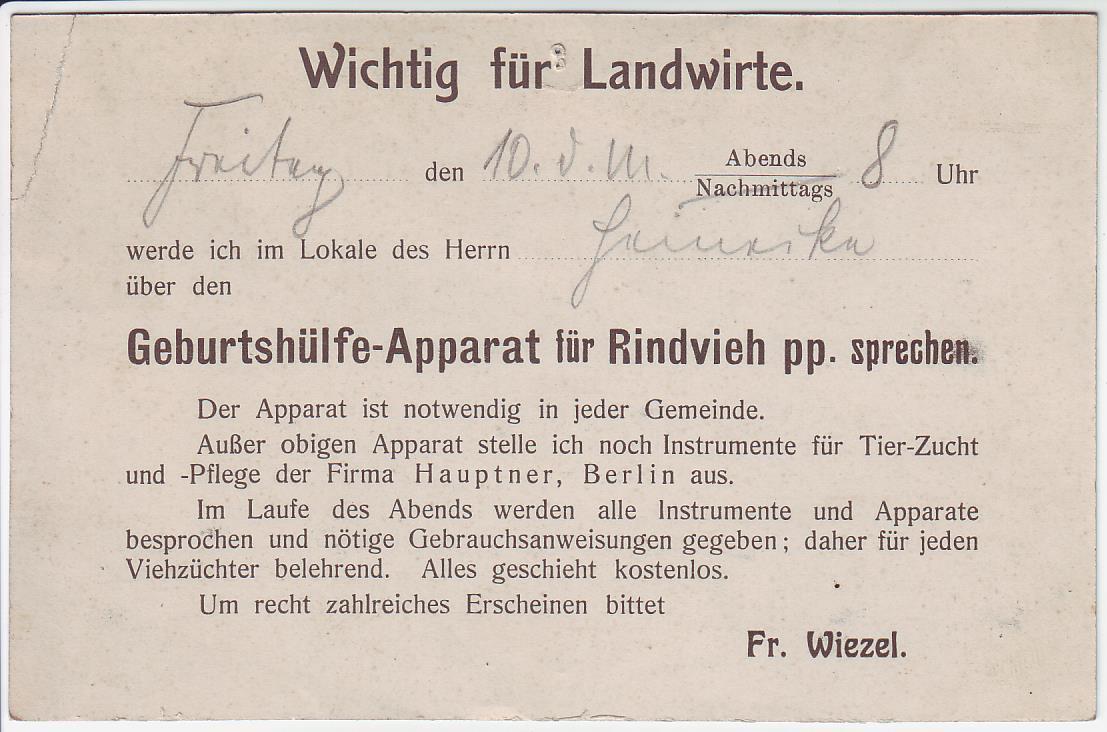 Wichtig für Landwirte.
Freitag den 10. d. M. Abends 8 Uhr
Nachmittags
werde ich im Lokale des Herrn
über den
Geburtshülfe-Apparat für Rindvieh pp. sprechen.
Der Apparat ist notwendig in jeder Gemeinde.
Außer obigen Apparat stelle ich noch Instrumente für Tier-Zucht
und -Pflege der Firma Hauptner, Berlin aus.
Im Laufe des Abends werden alle Instrumente und Apparate
besprochen und nötige Gebrauchsanweisungen gegeben; daher für jeden
Viehzüchter belehrend. Alles geschieht kostenlos.
Um recht zahlreiches Erscheinen bittet
Fr. Wiezel.